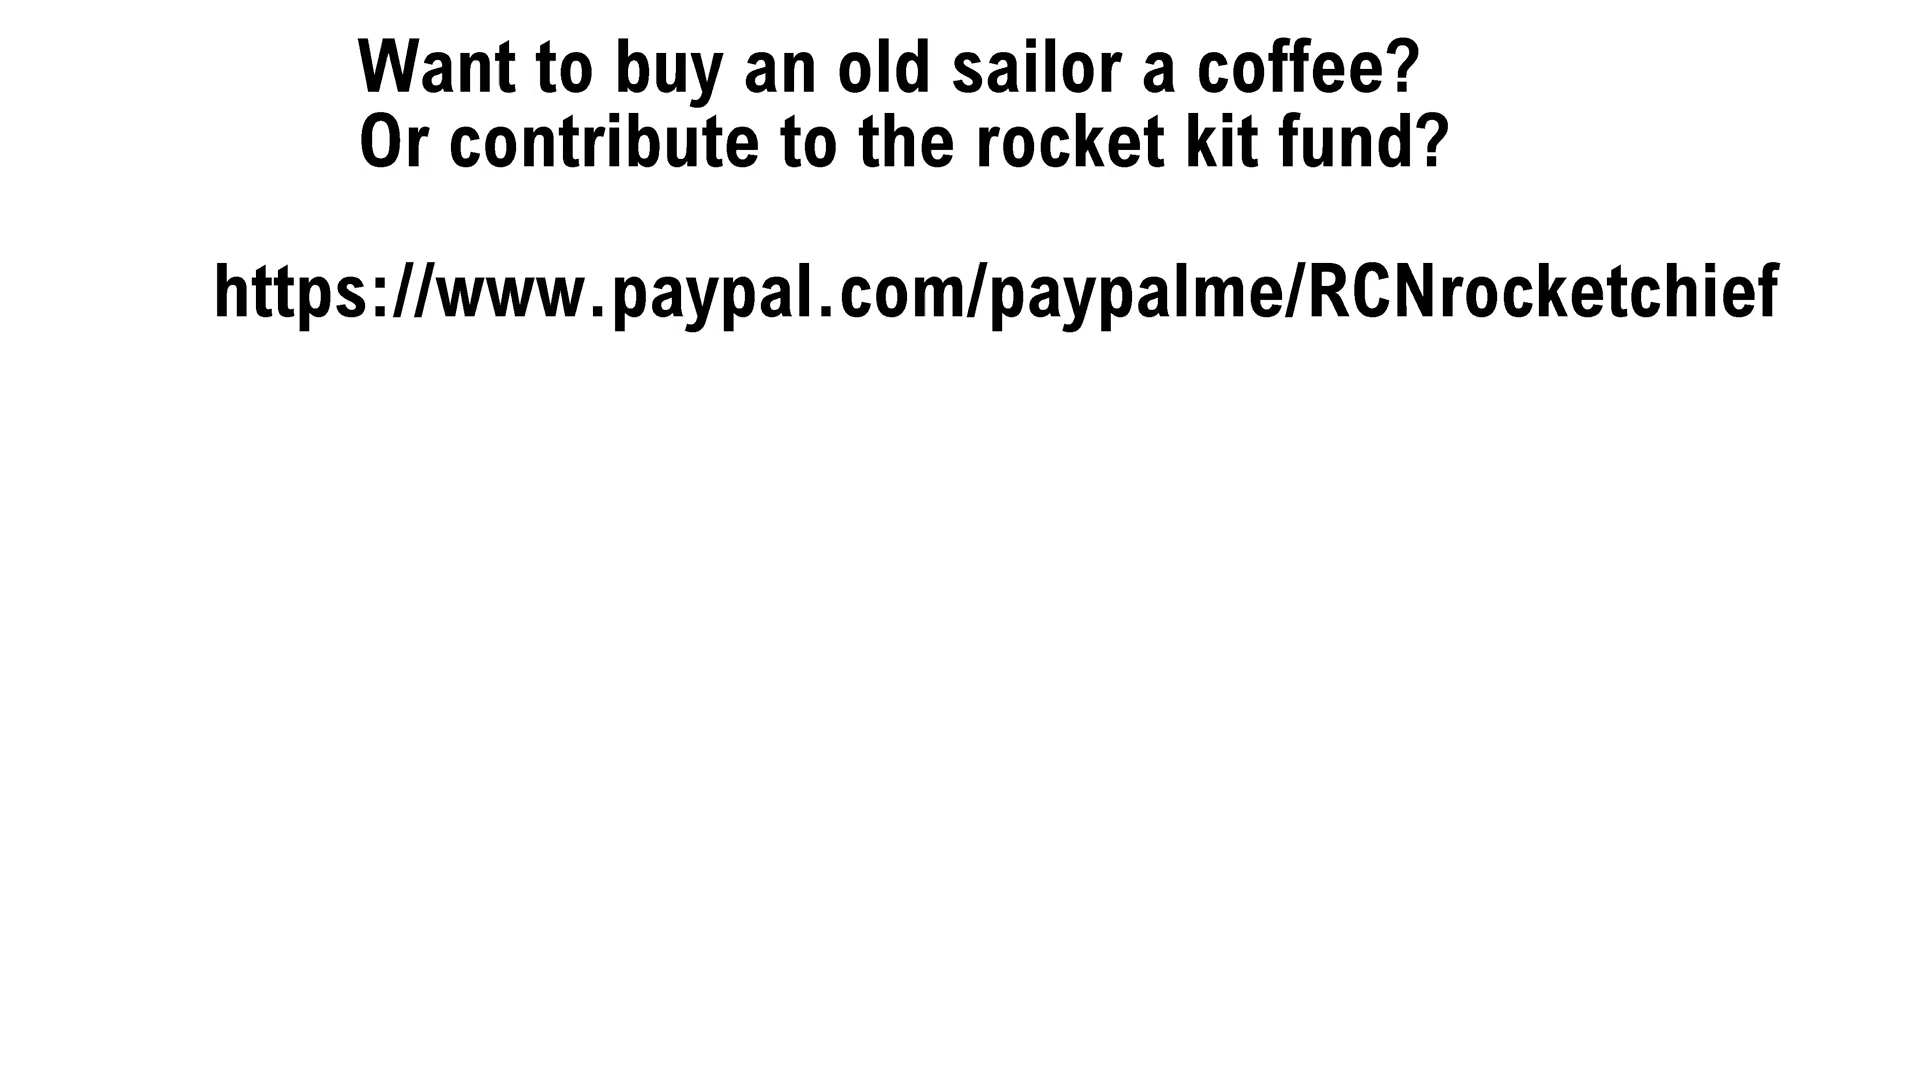 Want to buy an old sailor a coffee?
Or contribute to the rocket kit fund?
https://www.paypal.com/paypalme/RCNrocketchief